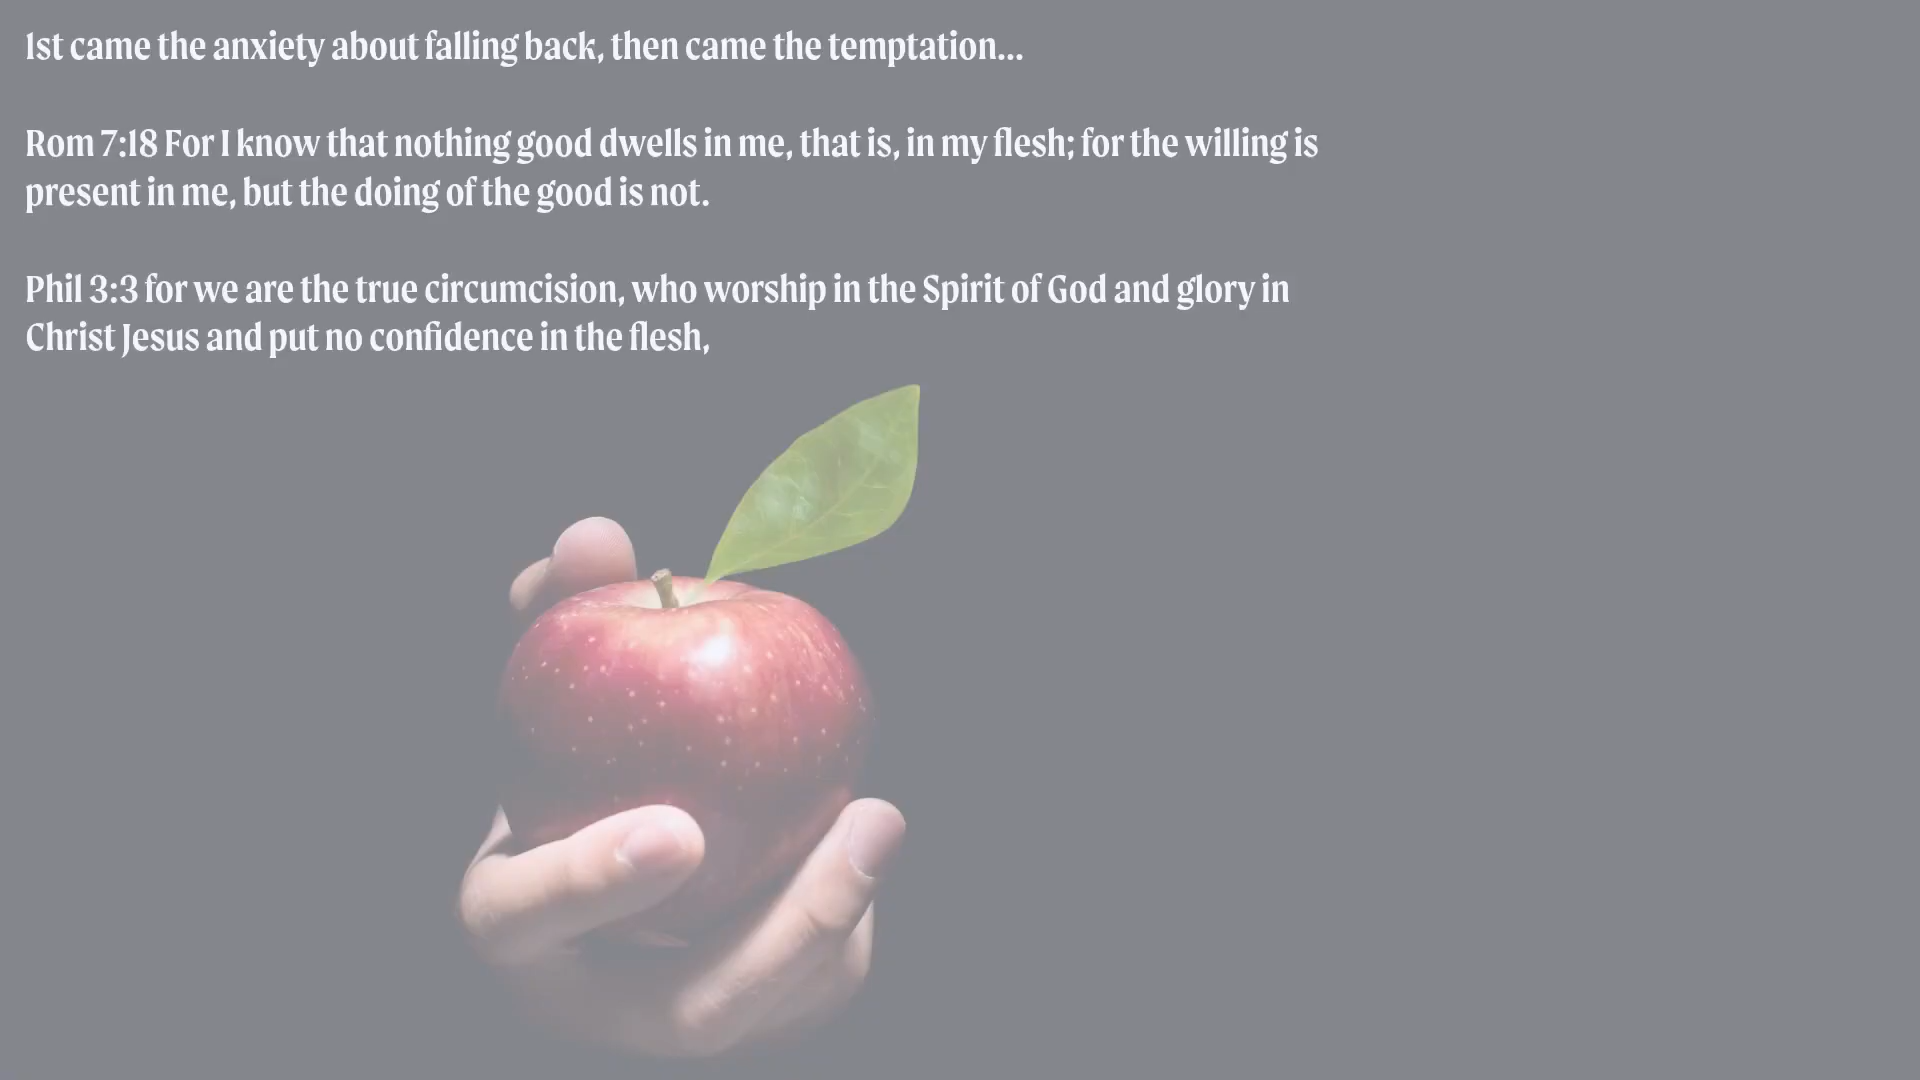 1st came the anxiety about falling back, then came the temptation...
Rom 7:18 For I know that nothing good dwells in me, that is, in my flesh; for the willing is
present in me, but the doing of the good is not.
Phil 3:3 for we are the true circumcision, who worship in the Spirit of God and glory in
Christ Jesus and put no confidence in the flesh,